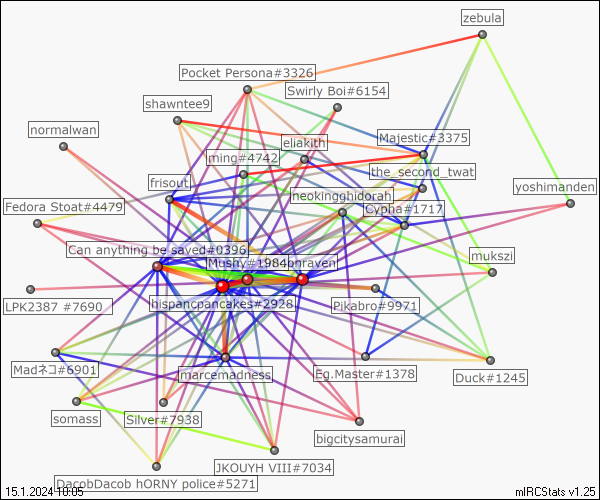 zebula
Pocket Persona#3326
Swirly Boi#6154
shawntee9
normalwan
Majestic#3375
eliakith
ming#4742
the_second_twat
frisout
yoshimanden
neokinghidorah
Fedora Stoat#4479
Cypha#1717
Can anything be saved#0396
mukszi
Mushy#1984
onraven
LPK2387 #7690
hispancpancakes#2928
Pikabro#9971
Madネコ#6901
marcemadness
Eg.Master#1378
Duck#1245
somass
Silver#7938
bigcitysamurai
JKOUYH VIII#7034
DacobDacob hORNY police#5271
15.1.2024 10:05
mIRCStats v1.25